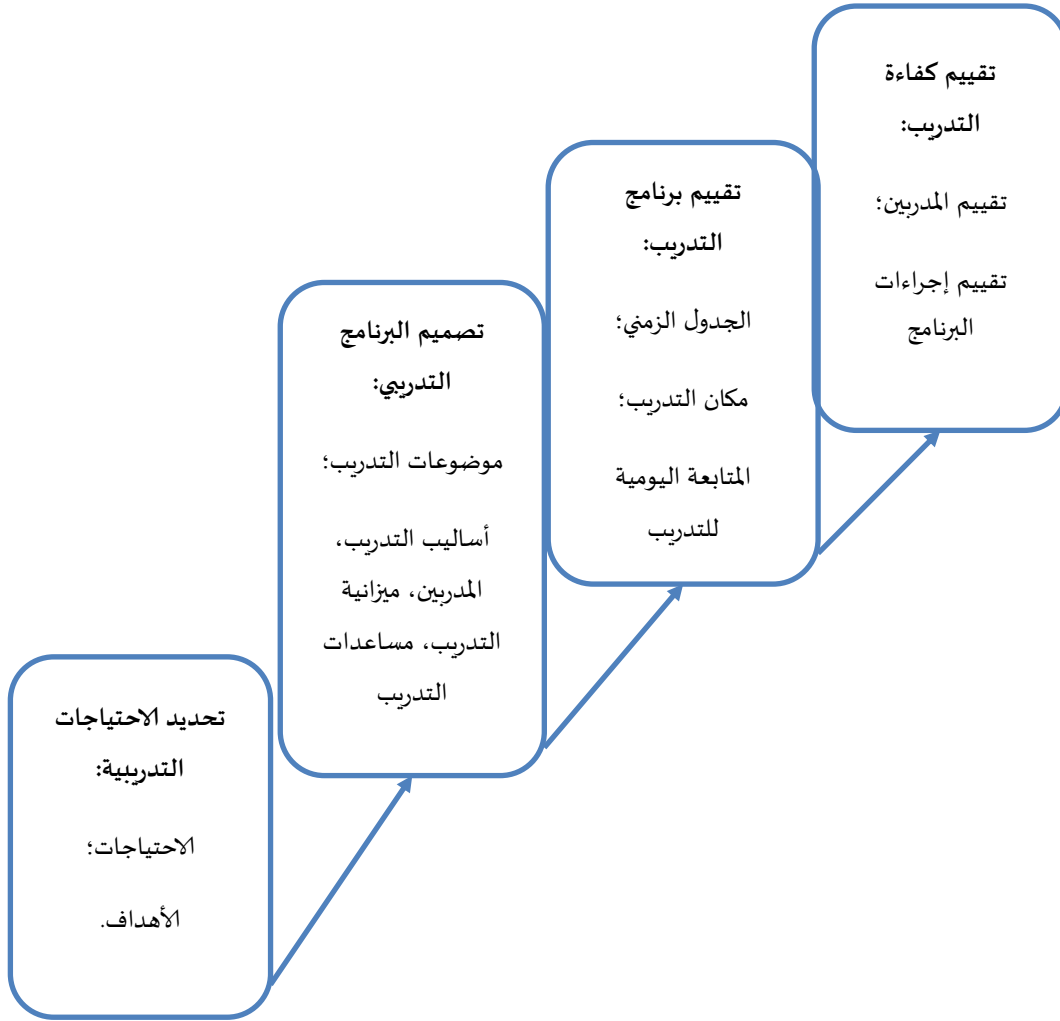 تحديد الاحتياجات
التدريبية:
الاحتياجات؛
الأهداف.
تصميم البرنامج
التدريبي:
موضوعات التدريب؛
أساليب التدريب،
المدربين، ميزانية
التدريب، مساعدات
التدريب
تقييم برنامج
التدريب:
الجدول الزمني؛
مكان التدريب؛
المتابعة اليومية
للتدريب
تقييم كفاءة
التدريب:
تقييم المدربين؛
تقييم إجراءات
البرنامج